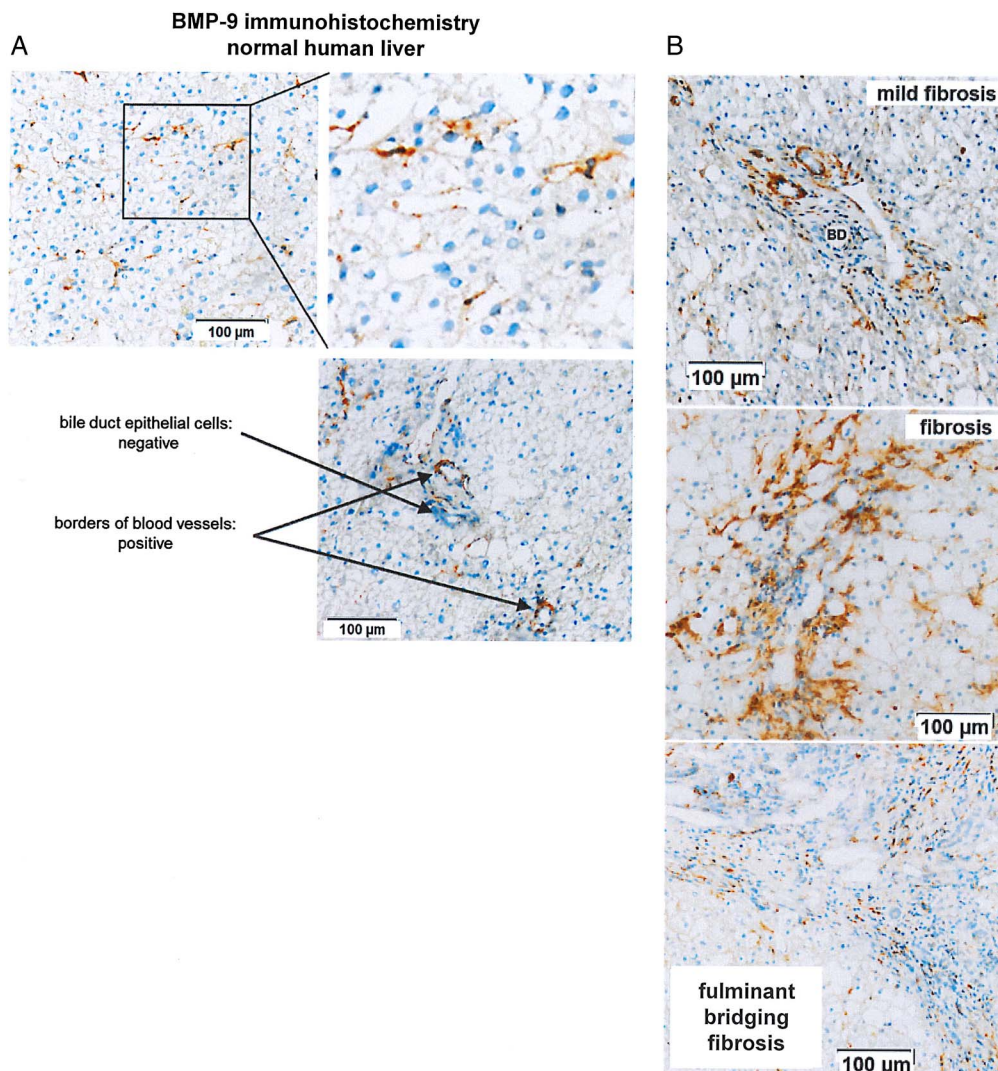 BMP-9 immunohistochemistry
normal human liver
A
100 µm
bile duct epithelial cells:
negative
borders of blood vessels:
positive
100 µm
B
mild fibrosis
BD
100 µm
fibrosis
100 µm
fulminant
bridging
fibrosis
100 µm